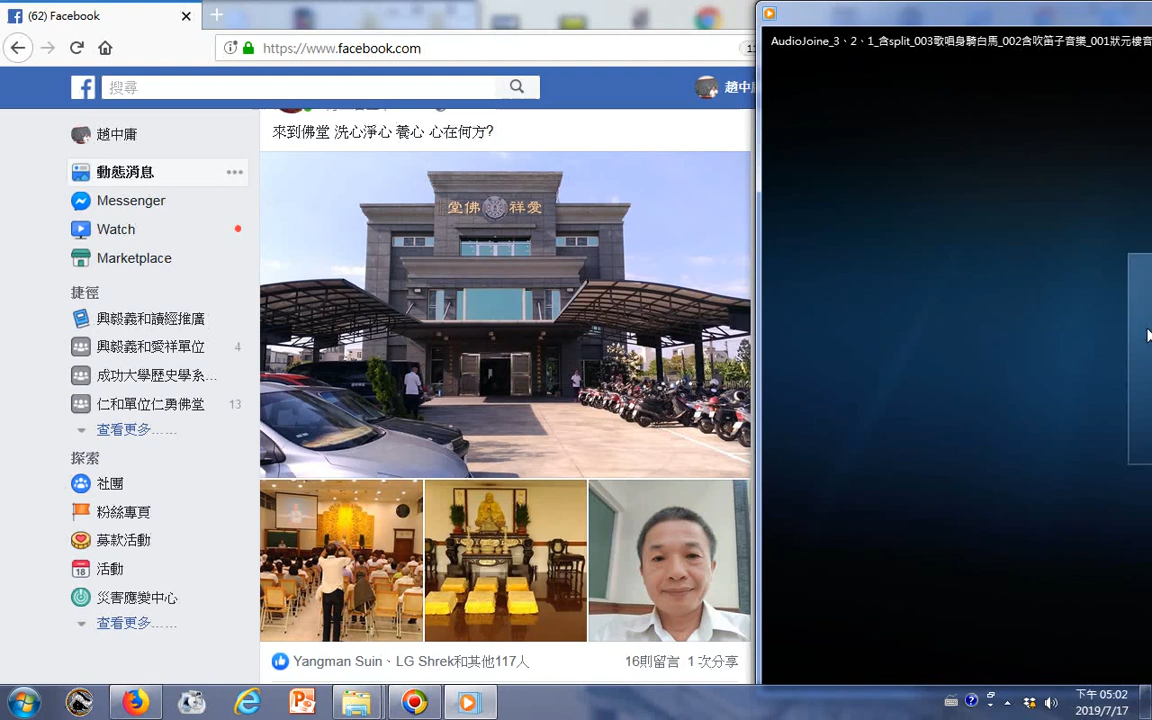 (62) Facebook
https://www.facebook.com
AudioJoine_3、2、1_含split_003歌唱身騎白馬_002含吹笛子音樂_001狀元樓音
搜尋
趙中庸
趙中庸
動態消息
Messenger
Watch
Marketplace
捷徑
興毅義和讀經推廣
興毅義和愛祥單位 4
成功大學歷史學系...
仁和單位仁勇佛堂 13
查看更多......
探索
社團
粉絲專頁
募款活動
活動
18
災害應變中心
查看更多......
來到佛堂 洗心淨心 養心 心在何方?
堂佛 祥愛
Yangman Suin、LG Shrek和其他117人
16則留言 1 次分享
下午 05:02
2019/7/17